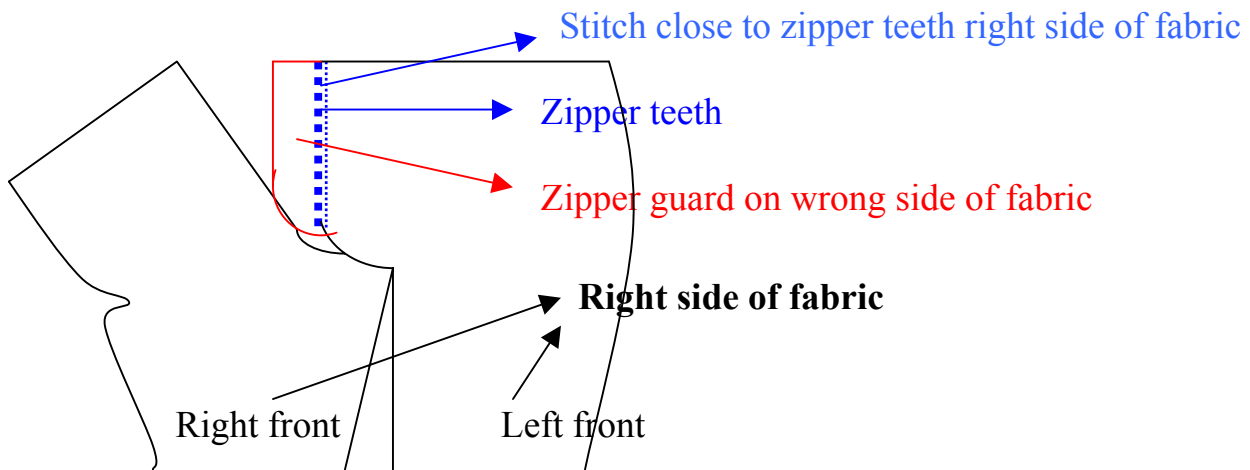 Stitch close to zipper teeth right side of fabric
Zipper teeth
Zipper guard on wrong side of fabric
Right side of fabric
Right front
Left front